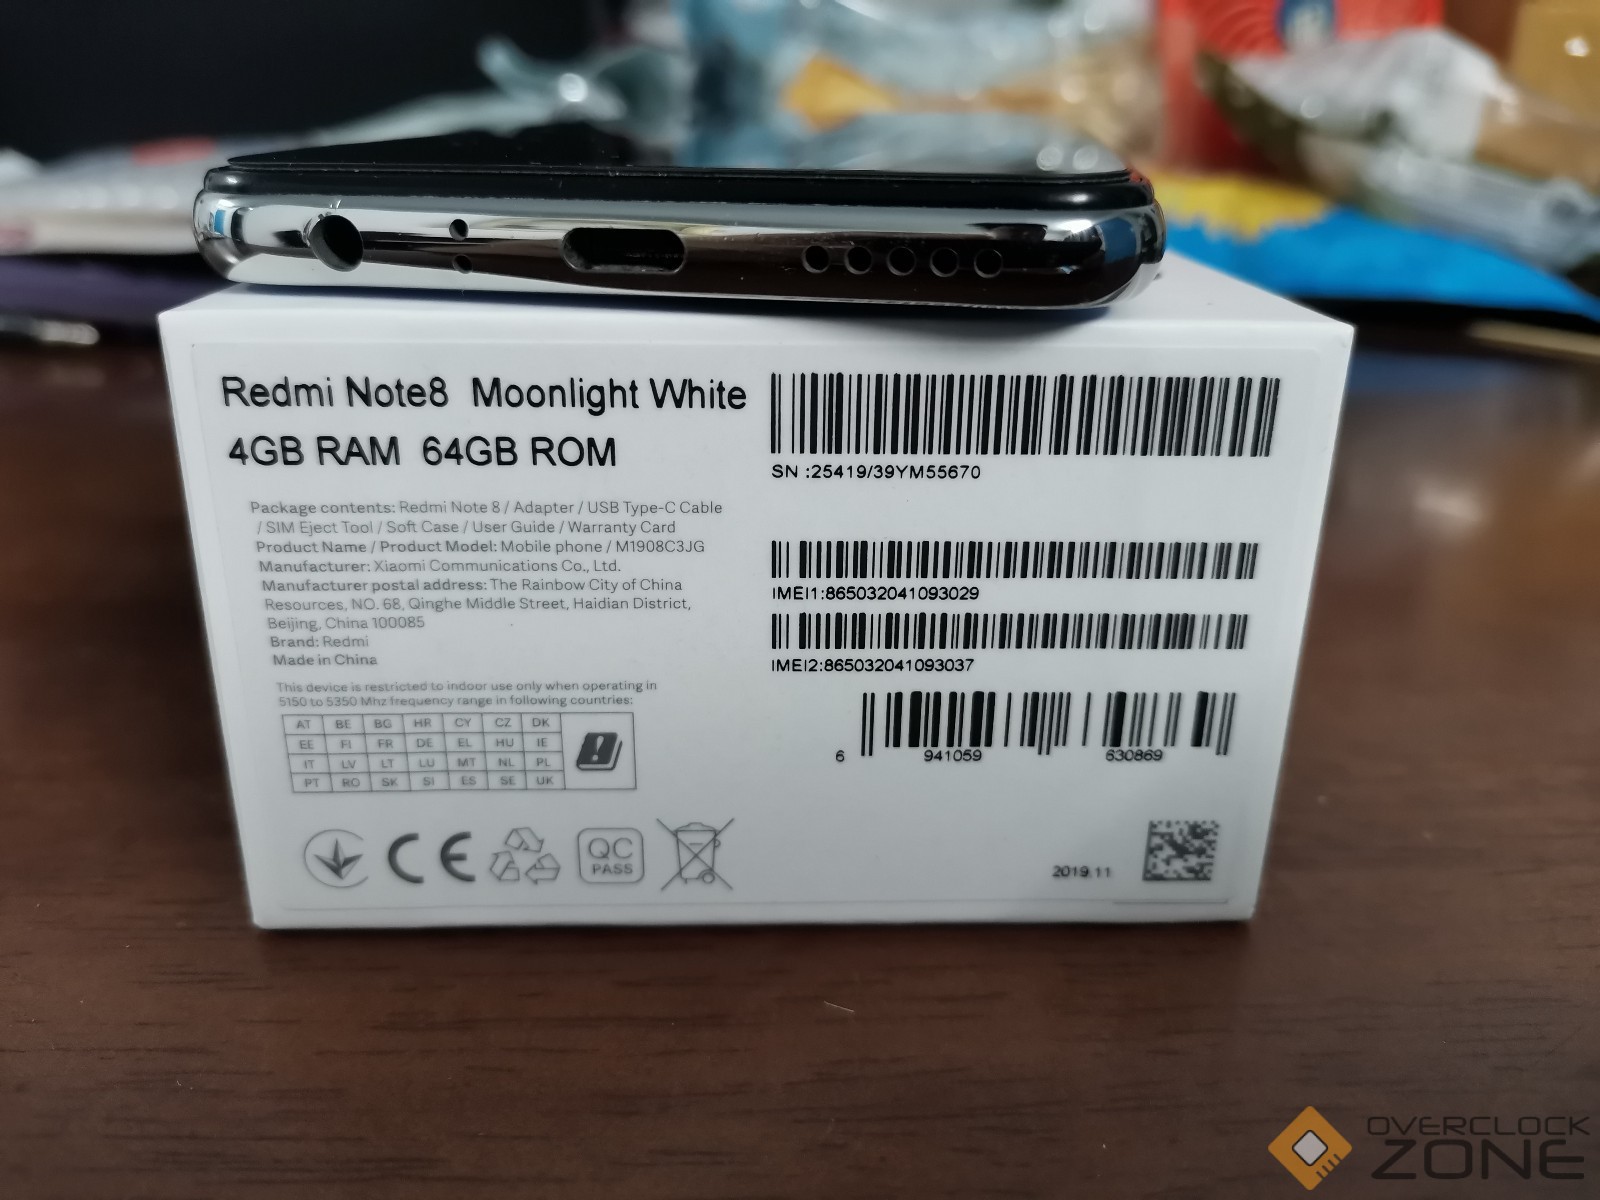 Redmi Note8 Moonlight White
4GB RAM 64GB ROM
Package contents: Redmi Note 8 / Adapter / USB Type-C Cable
/ SIM Eject Tool / Soft Case / User Guide / Warranty Card
Product Name / Product Model: Mobile phone / M1908C3JG
Manufacturer: Xiaomi Communications Co., Ltd.
Manufacturer postal address: The Rainbow City of China
Resources, NO. 68, Qinghe Middle Street, Haidian District,
Beijing, China 100085
Brand: Redmi
Made in China
This device is restricted to indoor use only when operating in
5150 to 5350 Mhz frequency range in following countries:
AT BE BG HR CY CZ DK
EE FI FR DE EL HU IE
IT LV LT LU MT NL PL
PT RO SK SI ES SE UK
CE
QC
PASS
SN :25419/39YM55670
IMEI1:865032041093029
IMEI2:865032041093037
6 941059 630869
2019.11
OVERCLOCK
ZONE